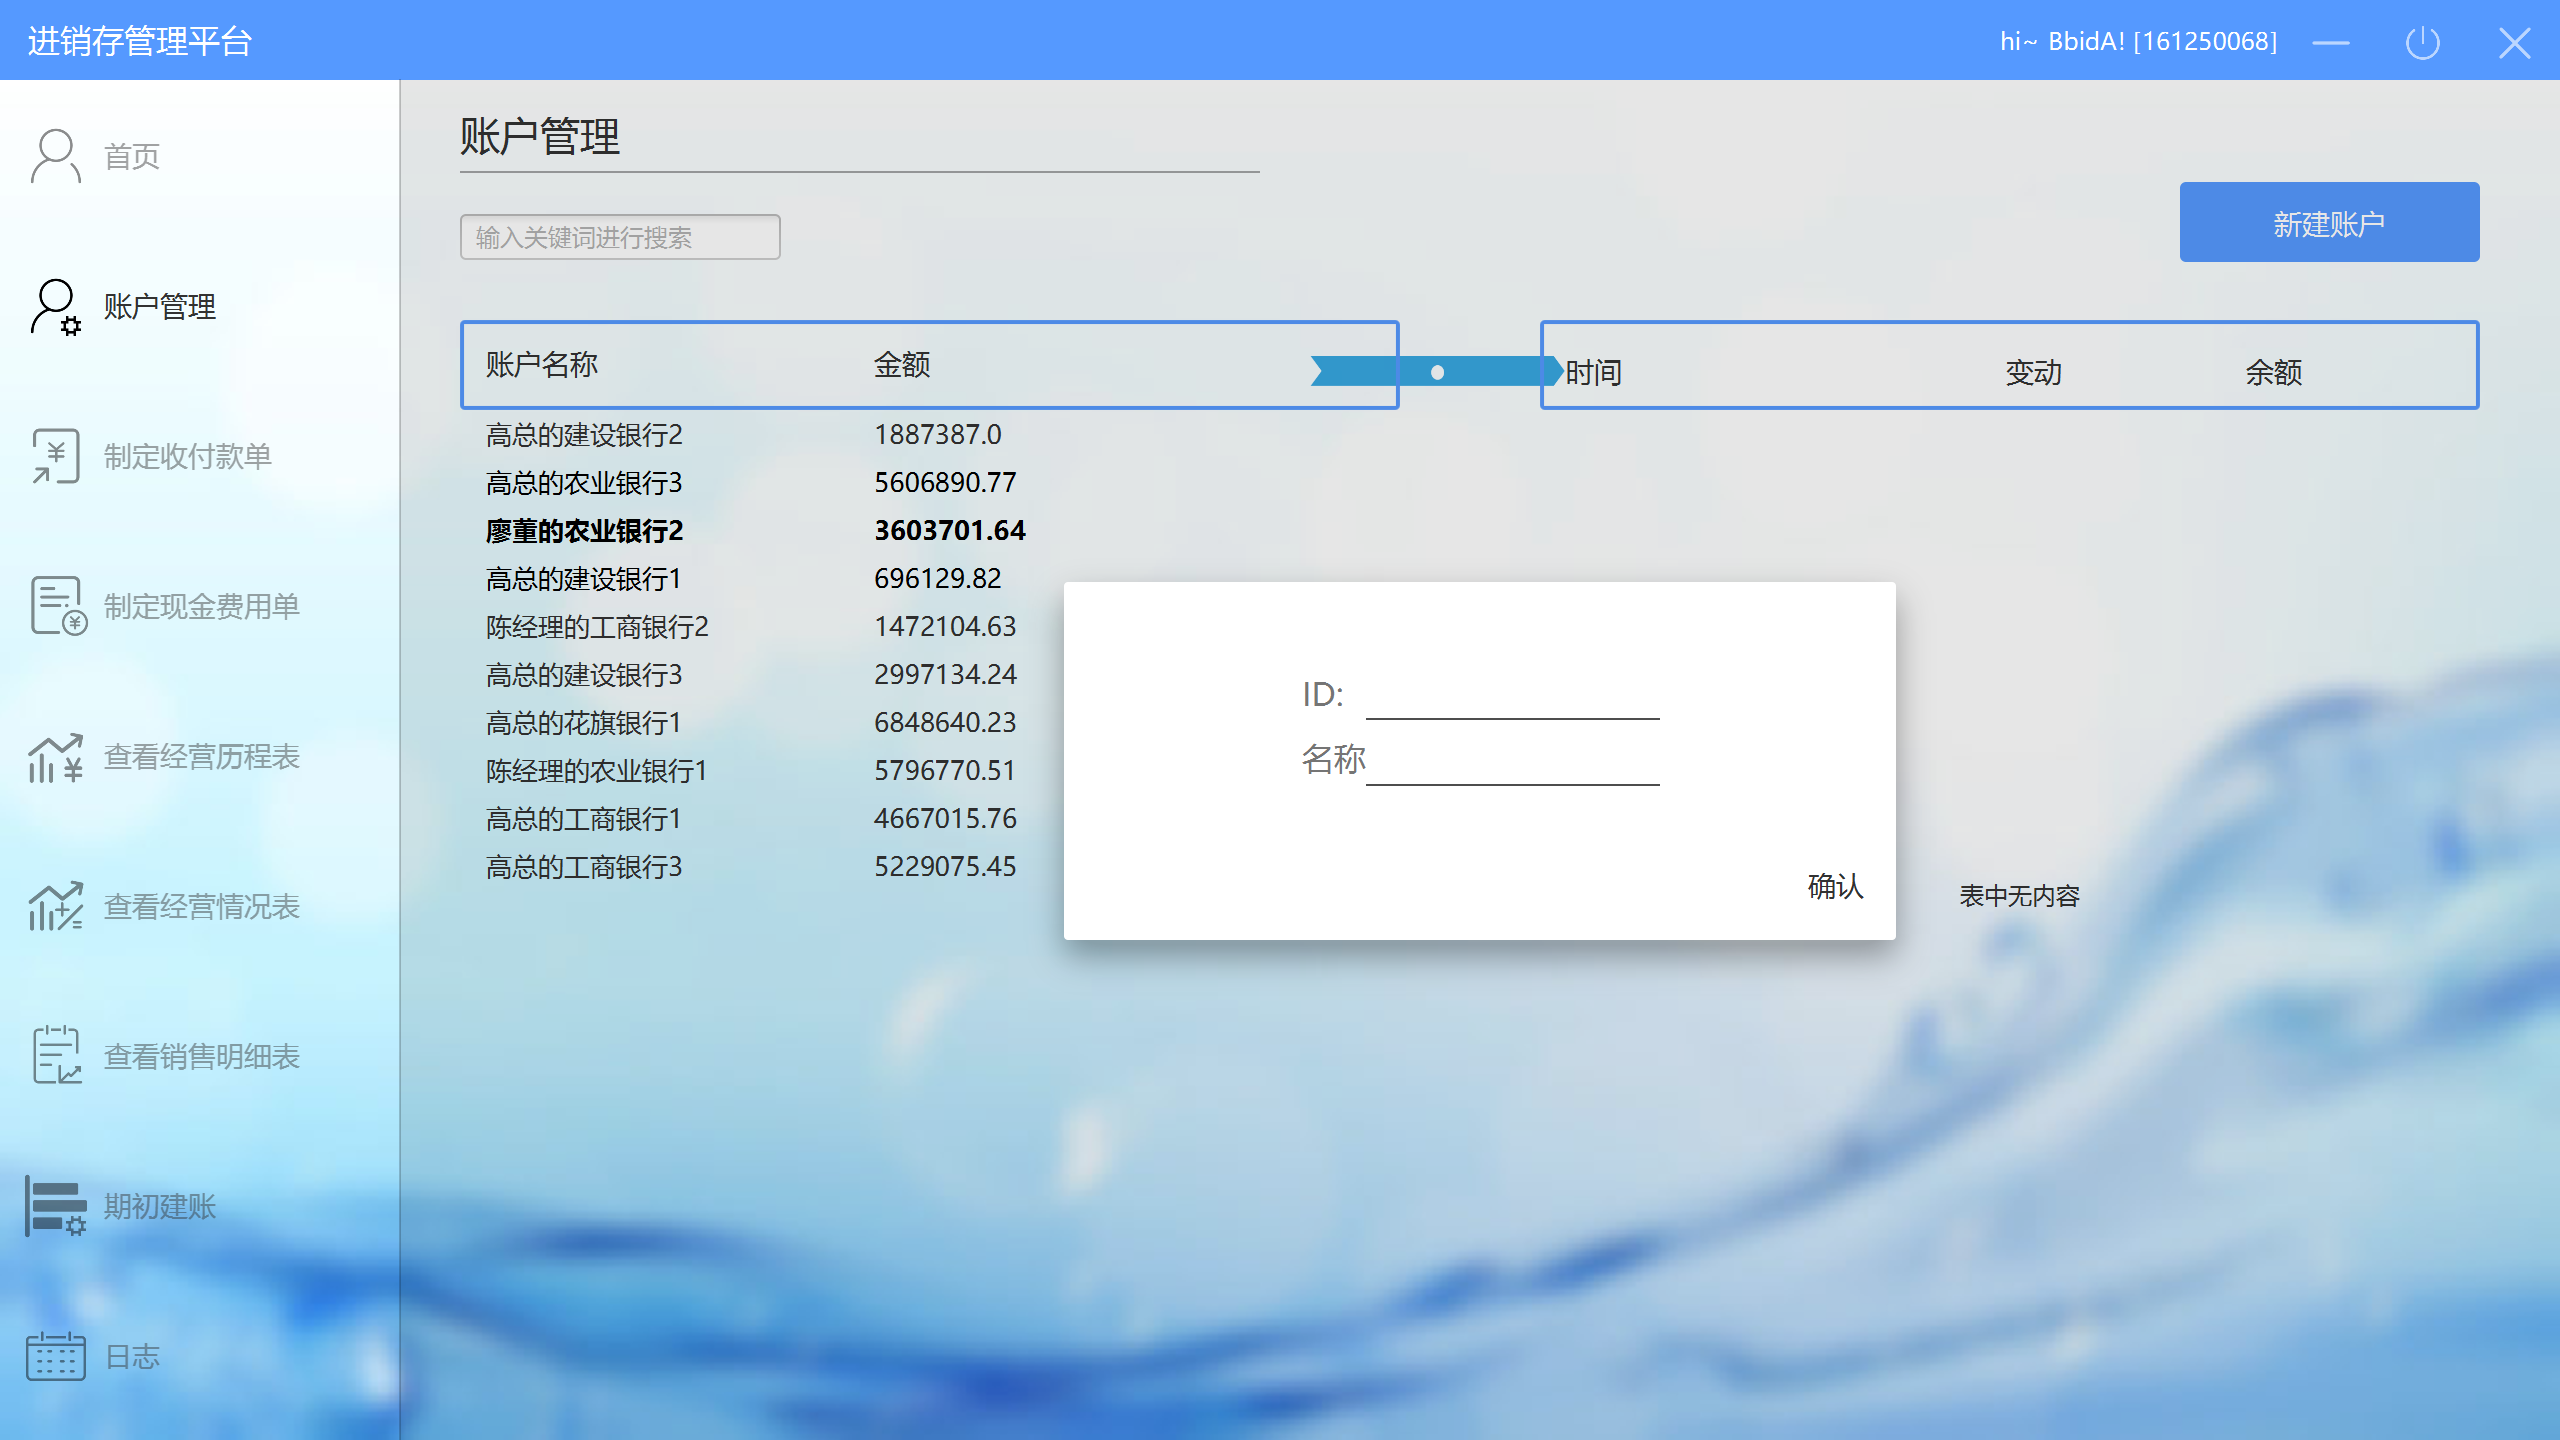 进销存管理平台
hi~ BbidA! [161250068]
首页
账户管理
制定收付款单
制定现金费用单
查看经营历程表
查看经营情况表
查看销售明细表
期初建账
日志
账户管理
输入关键词进行搜索
新建账户
账户名称 金额
时间 变动 余额
高总的建设银行2 1887387.0
高总的农业银行3 5606890.77
廖董的农业银行2 3603701.64
高总的建设银行1 696129.82
陈经理的工商银行2 1472104.63
高总的建设银行3 2997134.24
高总的花旗银行1 6848640.23
陈经理的农业银行1 5796770.51
高总的工商银行1 4667015.76
高总的工商银行3 5229075.45
ID:
名称
确认
表中无内容